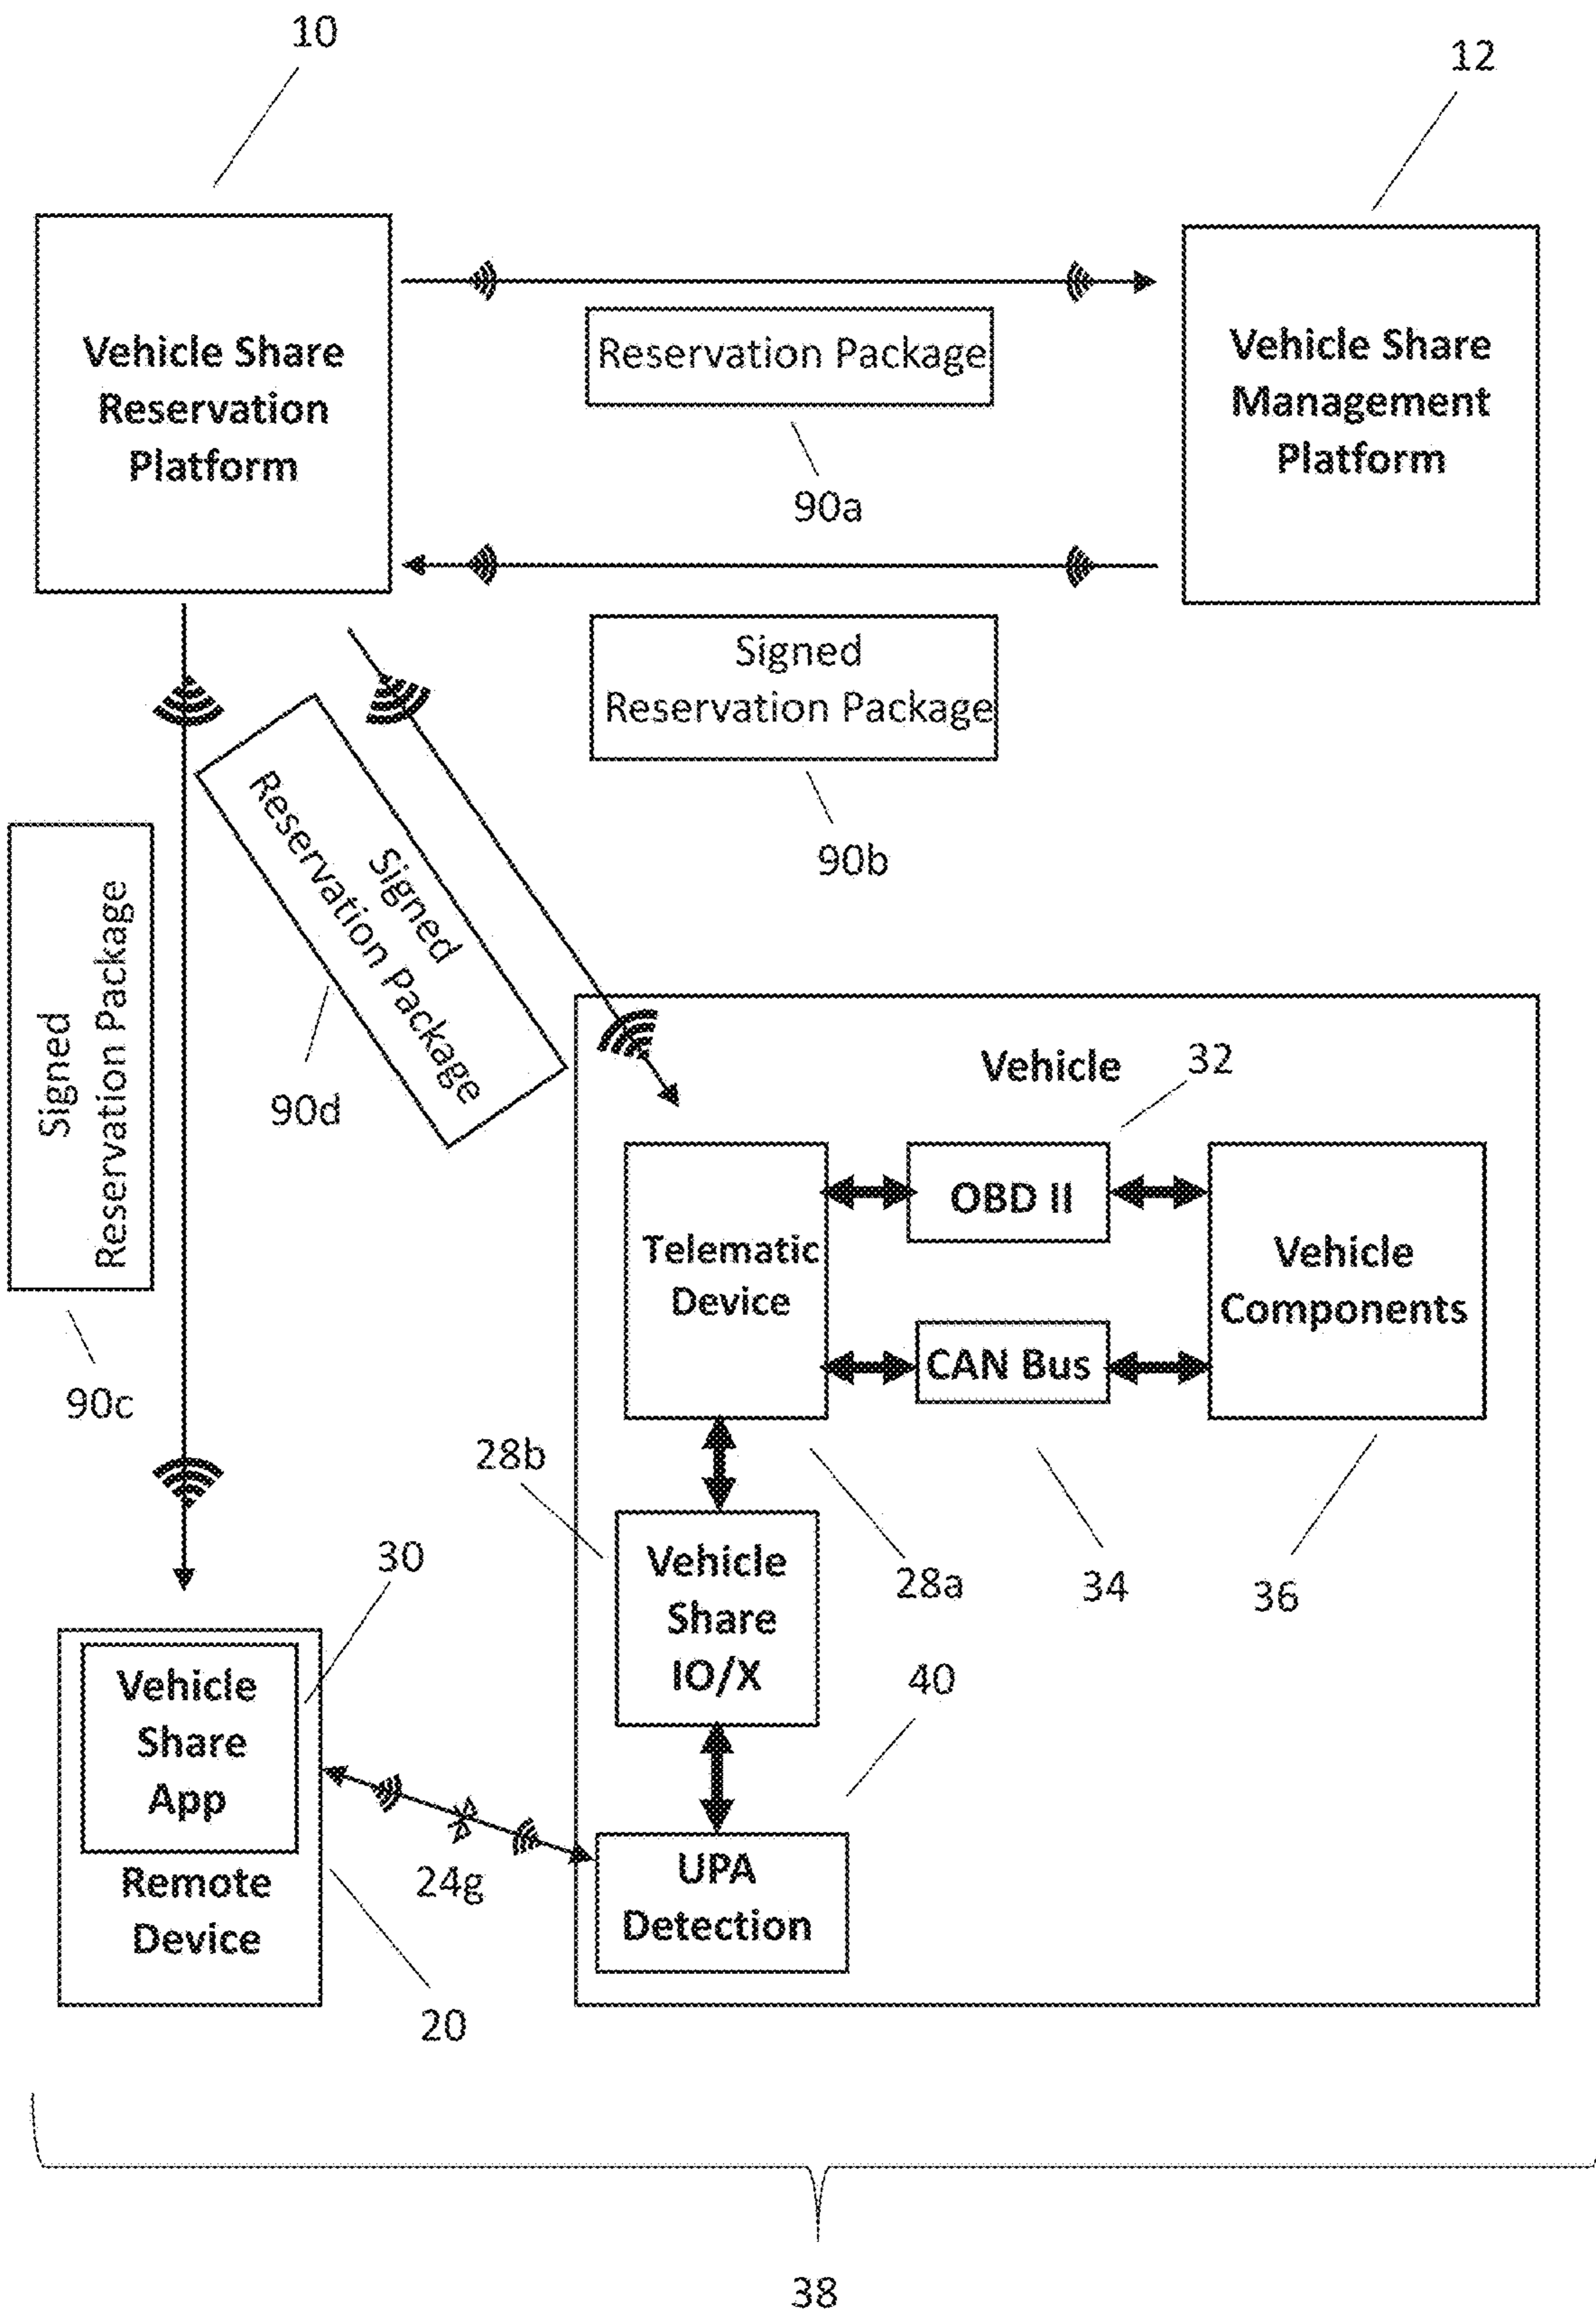 10
12
Vehicle Share
Reservation
Platform
Reservation Package
90a
Vehicle Share
Management
Platform
Signed
Reservation Package
90b
Signed
Reservation Package
90c
Signed
Reservation Package
90d
Vehicle
32
Telematic
Device
OBD II
CAN Bus
Vehicle
Components
28b
28a
34
36
Vehicle
Share
IO/X
40
30
Vehicle
Share
App
Remote
Device
24g
UPA
Detection
20
38